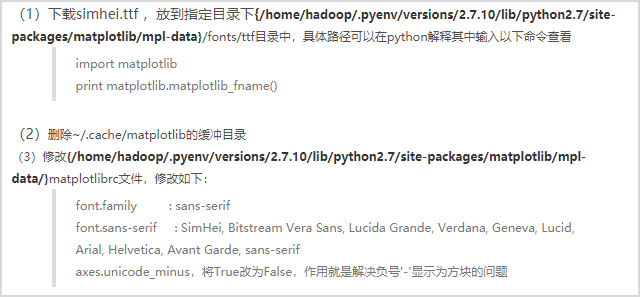 （1）下载simhei.ttf ，放到指定目录下{/home/hadoop/.pyenv/versions/2.7.10/lib/python2.7/site-
packages/matplotlib/mpl-data}/fonts/ttf目录中，具体路径可以在python解释其中输入以下命令查看
import matplotlib
print matplotlib.matplotlib_fname()
（2）删除~/.cache/matplotlib的缓冲目录
（3）修改{/home/hadoop/.pyenv/versions/2.7.10/lib/python2.7/site-packages/matplotlib/mpl-
data/}matplotlibrc文件，修改如下：
font.family : sans-serif
font.sans-serif : SimHei, Bitstream Vera Sans, Lucida Grande, Verdana, Geneva, Lucid,
Arial, Helvetica, Avant Garde, sans-serif
axes.unicode_minus，将True改为False，作用就是解决负号'-'显示为方块的问题